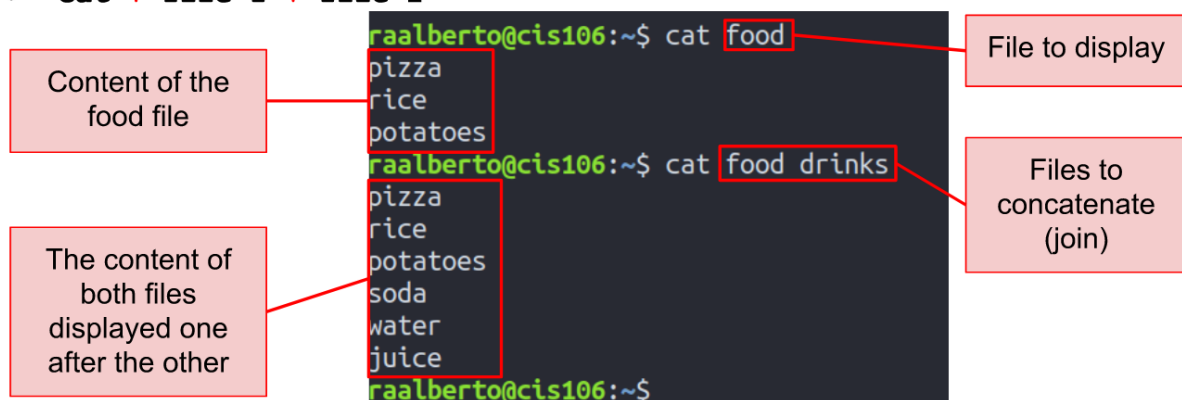 raalberto@cis106:~$ cat food
pizza
rice
potatoes
raalberto@cis106:~$ cat food drinks
pizza
rice
potatoes
soda
water
juice
raalberto@cis106:~$
Content of the
food file
The content of
both files
displayed one
after the other
File to display
Files to
concatenate
(join)